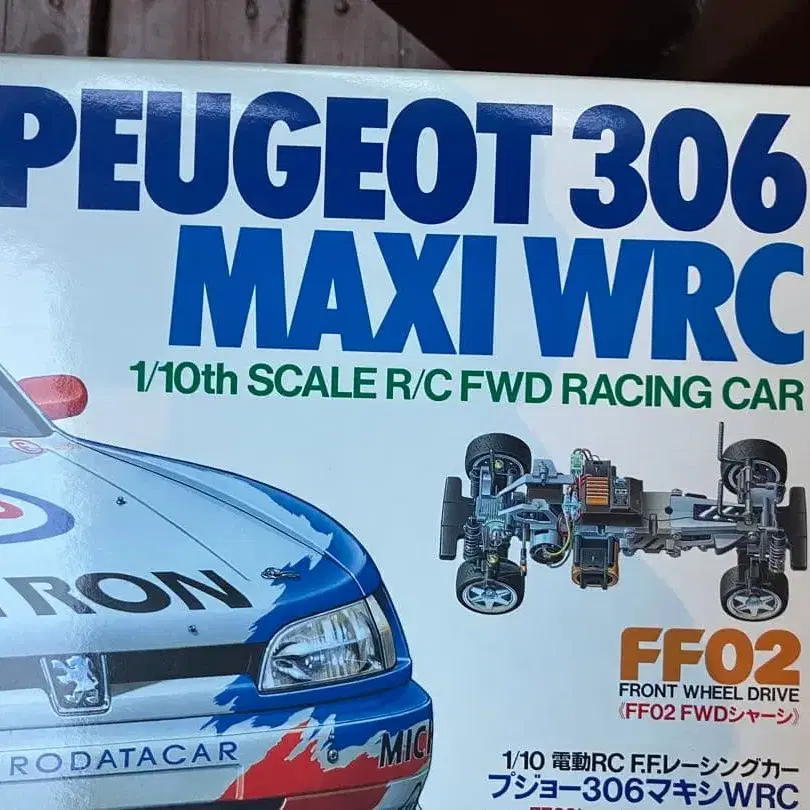 PEUGEOT 306
MAXI WRC
1/10th SCALE R/C FWD RACING CAR
TRON
RODATACAR
FF02
FRONT WHEEL DRIVE
《FF02 FWDシャーシ》
1/10 電動RC F.F.レーシングカー
プジョー306マキシWRC